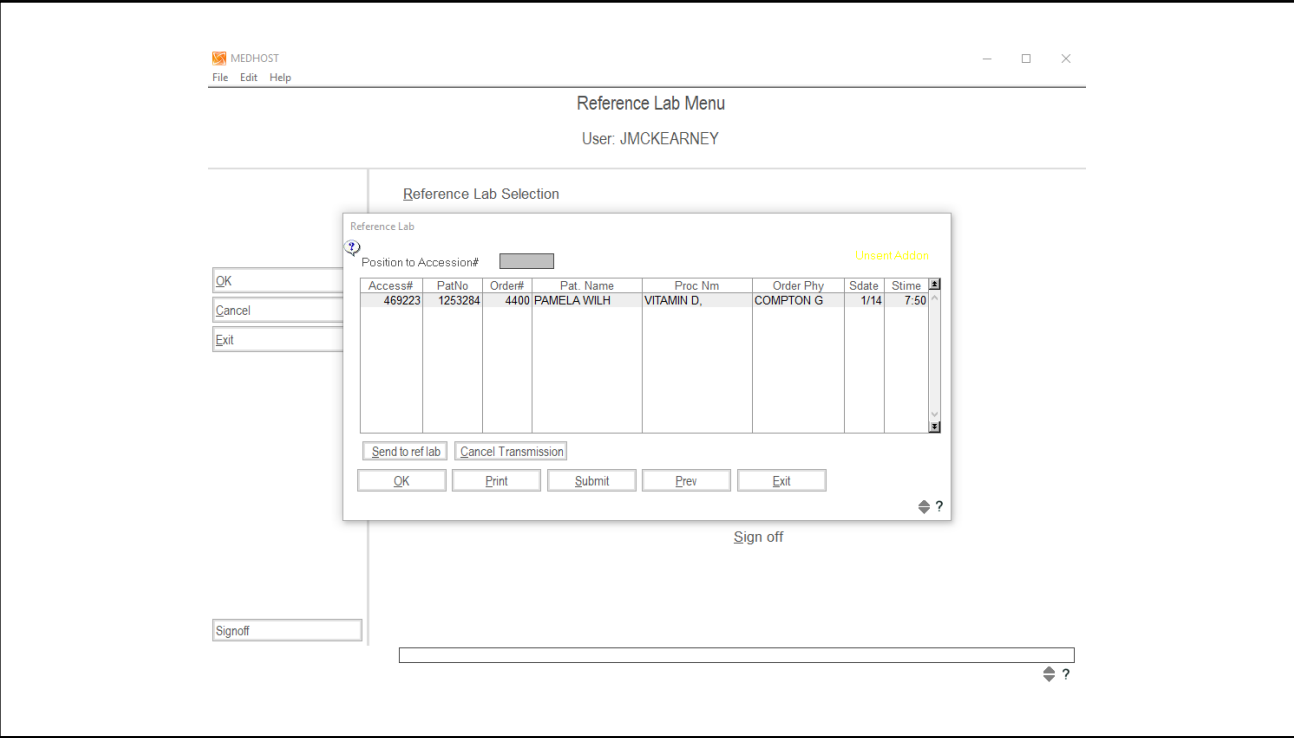 MEDHOST
File Edit Help
Reference Lab Menu
User: JMCKEARNEY
Reference Lab Selection
Reference Lab
Position to Accession#
Unsent Addon
OK
Cancel
Exit
Access# PatNo Order# Pat. Name Proc Nm Order Phy Sdate Stime
469223 1253284 4400 PAMELA WILH VITAMIN D, COMPTON G 1/14 7:50
Send to ref lab Cancel Transmission
OK Print Submit Prev Exit
?
Sign off
Signoff
?